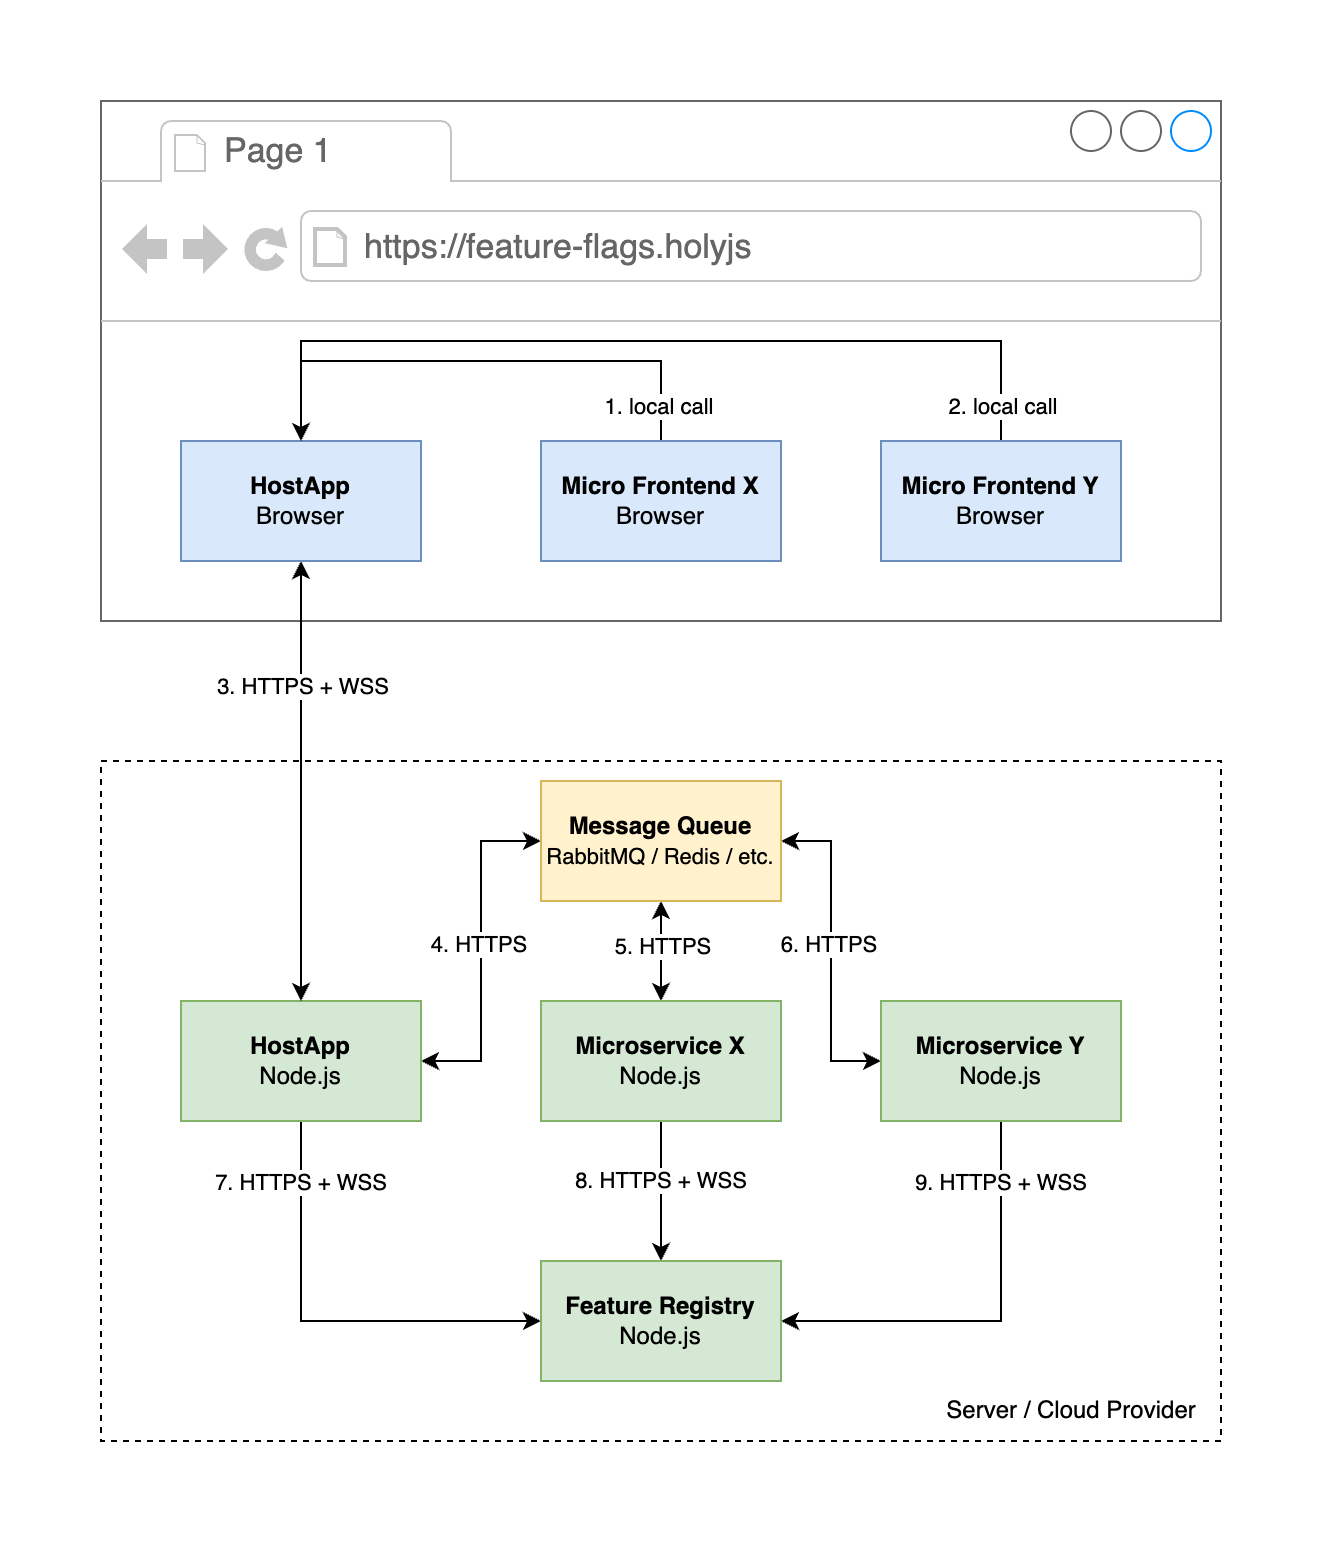 Page 1
https://feature-flags.holyjs
1. local call
2. local call
HostApp
Browser
Micro Frontend X
Browser
Micro Frontend Y
Browser
3. HTTPS + WSS
Message Queue
RabbitMQ / Redis / etc.
4. HTTPS
5. HTTPS
6. HTTPS
HostApp
Node.js
Microservice X
Node.js
Microservice Y
Node.js
7. HTTPS + WSS
8. HTTPS + WSS
9. HTTPS + WSS
Feature Registry
Node.js
Server / Cloud Provider